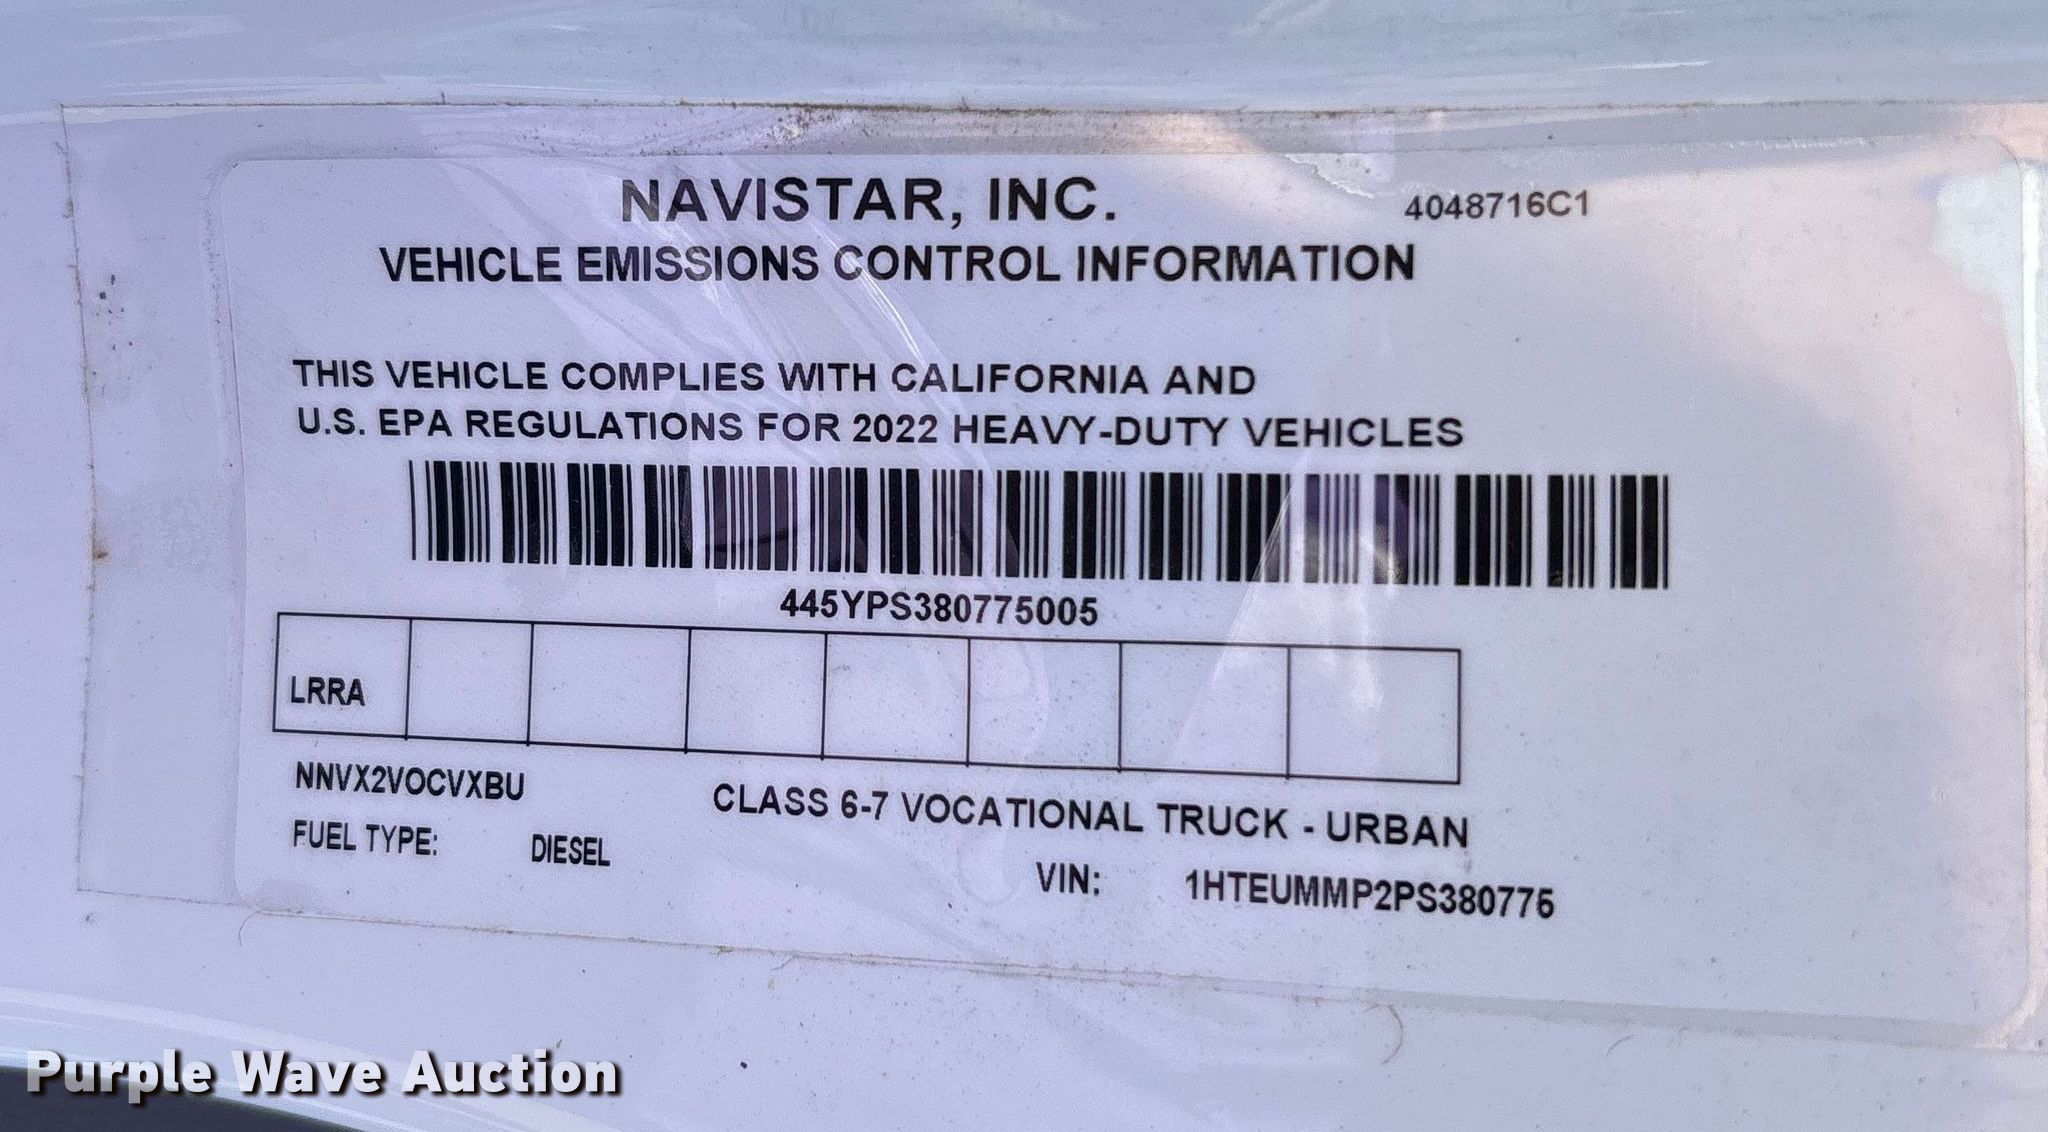 NAVISTAR, INC.
4048716C1
VEHICLE EMISSIONS CONTROL INFORMATION
THIS VEHICLE COMPLIES WITH CALIFORNIA AND
U.S. EPA REGULATIONS FOR 2022 HEAVY-DUTY VEHICLES
445YPS380775005
LRRA
NNVX2VOCVXBU
CLASS 6-7 VOCATIONAL TRUCK - URBAN
FUEL TYPE: DIESEL
VIN: 1HTEUMMP2PS380775
Purple Wave Auction